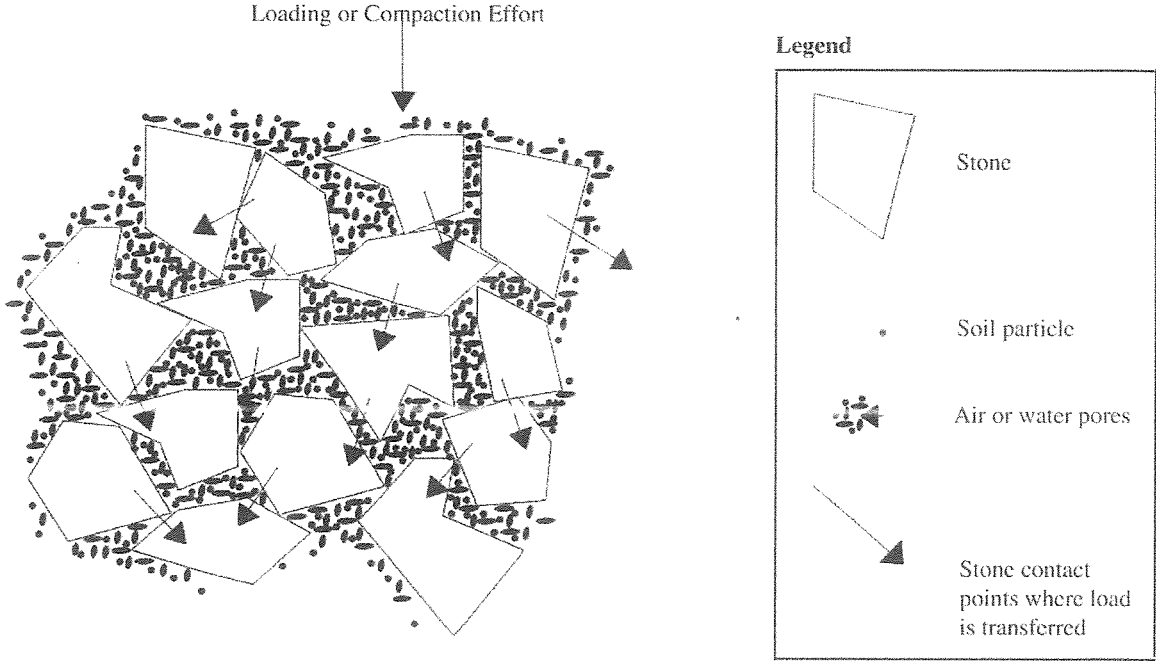 Loading or Compaction Effort
Legend
Stone
Soil particle
Air or water pores
Stone contact
points where load
is transferred